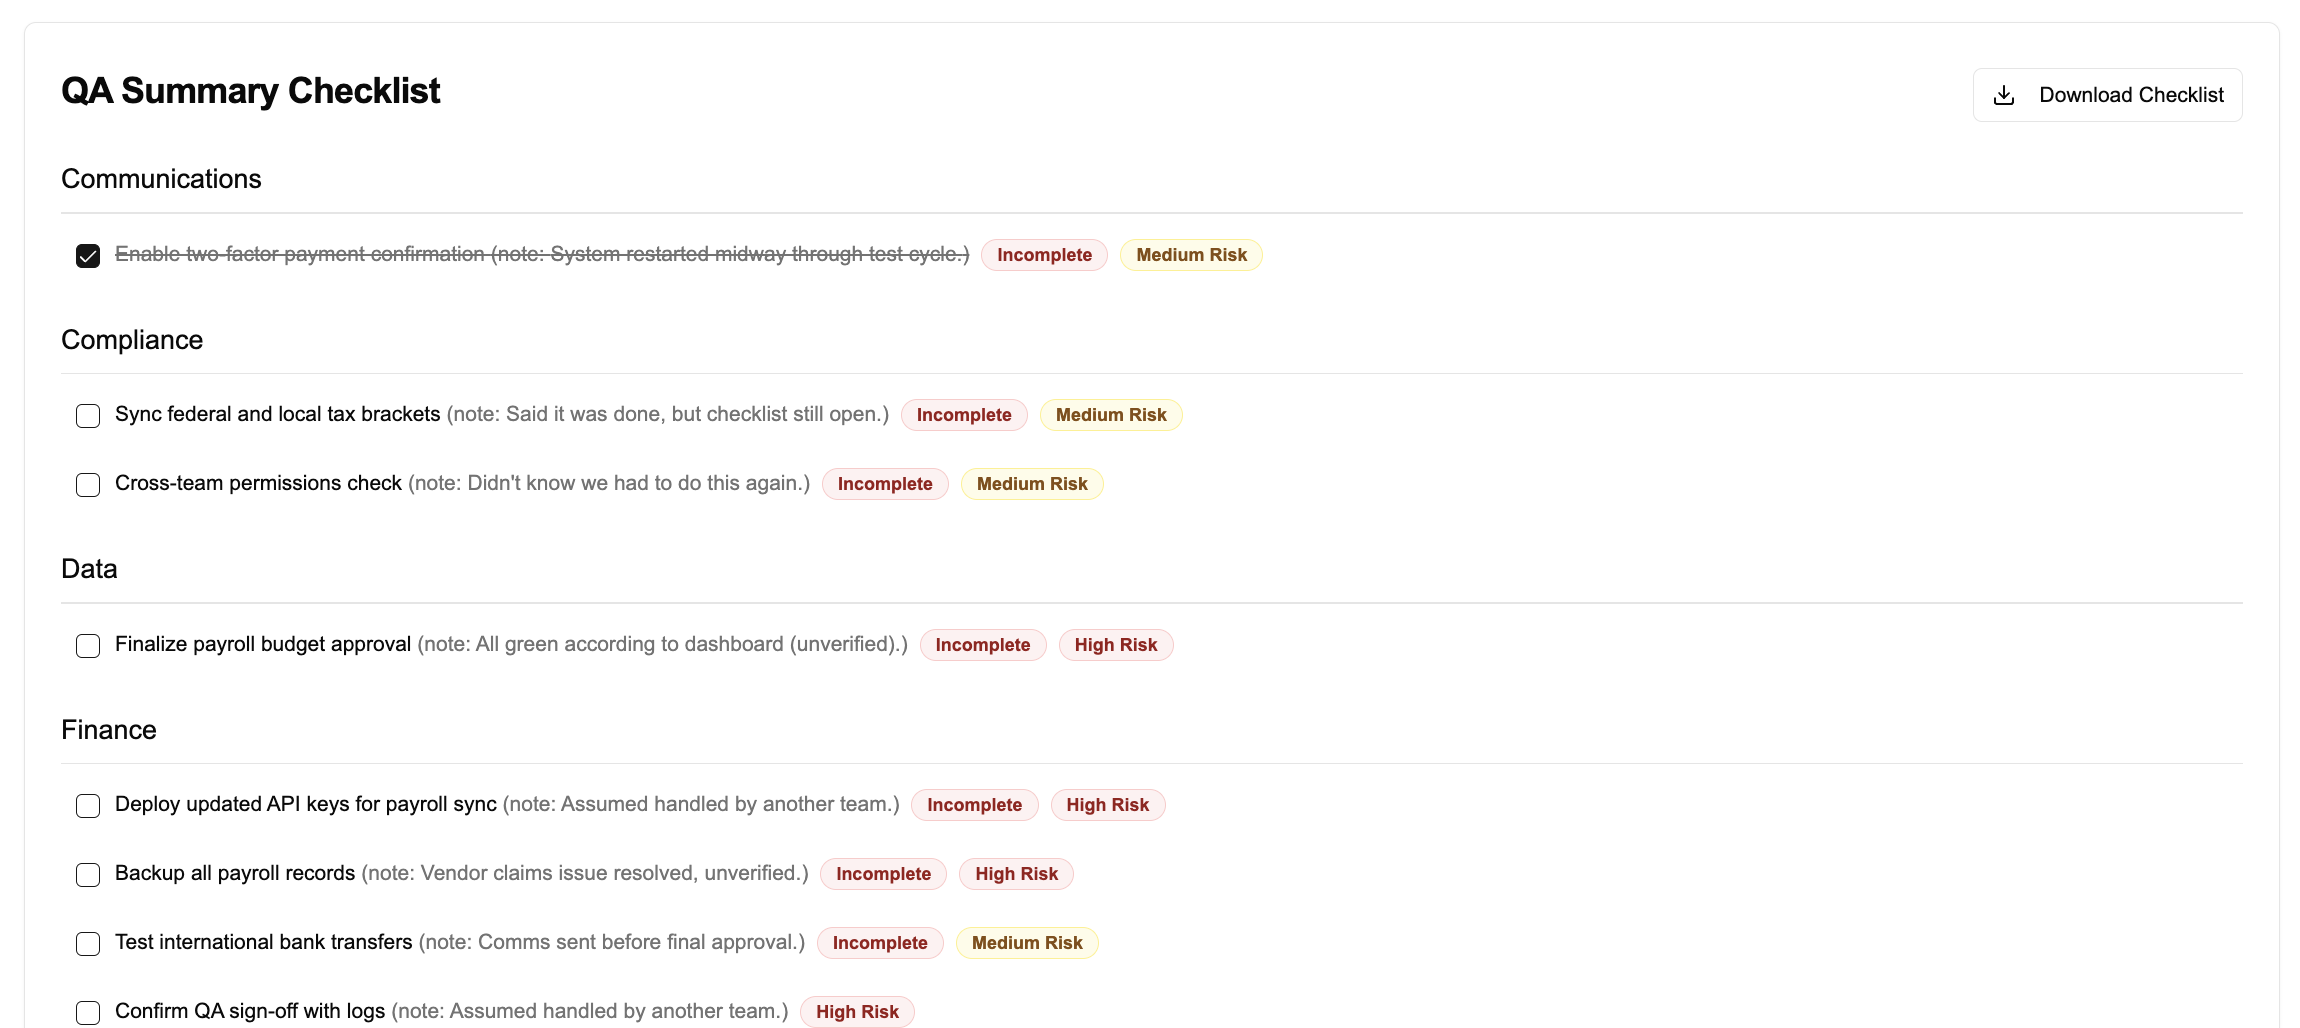 QA Summary Checklist
Download Checklist
Communications
Enable two-factor payment confirmation (note: System restarted midway through test cycle.) Incomplete Medium Risk
Compliance
Sync federal and local tax brackets (note: Said it was done, but checklist still open.) Incomplete Medium Risk
Cross-team permissions check (note: Didn't know we had to do this again.) Incomplete Medium Risk
Data
Finalize payroll budget approval (note: All green according to dashboard (unverified).) Incomplete High Risk
Finance
Deploy updated API keys for payroll sync (note: Assumed handled by another team.) Incomplete High Risk
Backup all payroll records (note: Vendor claims issue resolved, unverified.) Incomplete High Risk
Test international bank transfers (note: Comms sent before final approval.) Incomplete Medium Risk
Confirm QA sign-off with logs (note: Assumed handled by another team.) High Risk